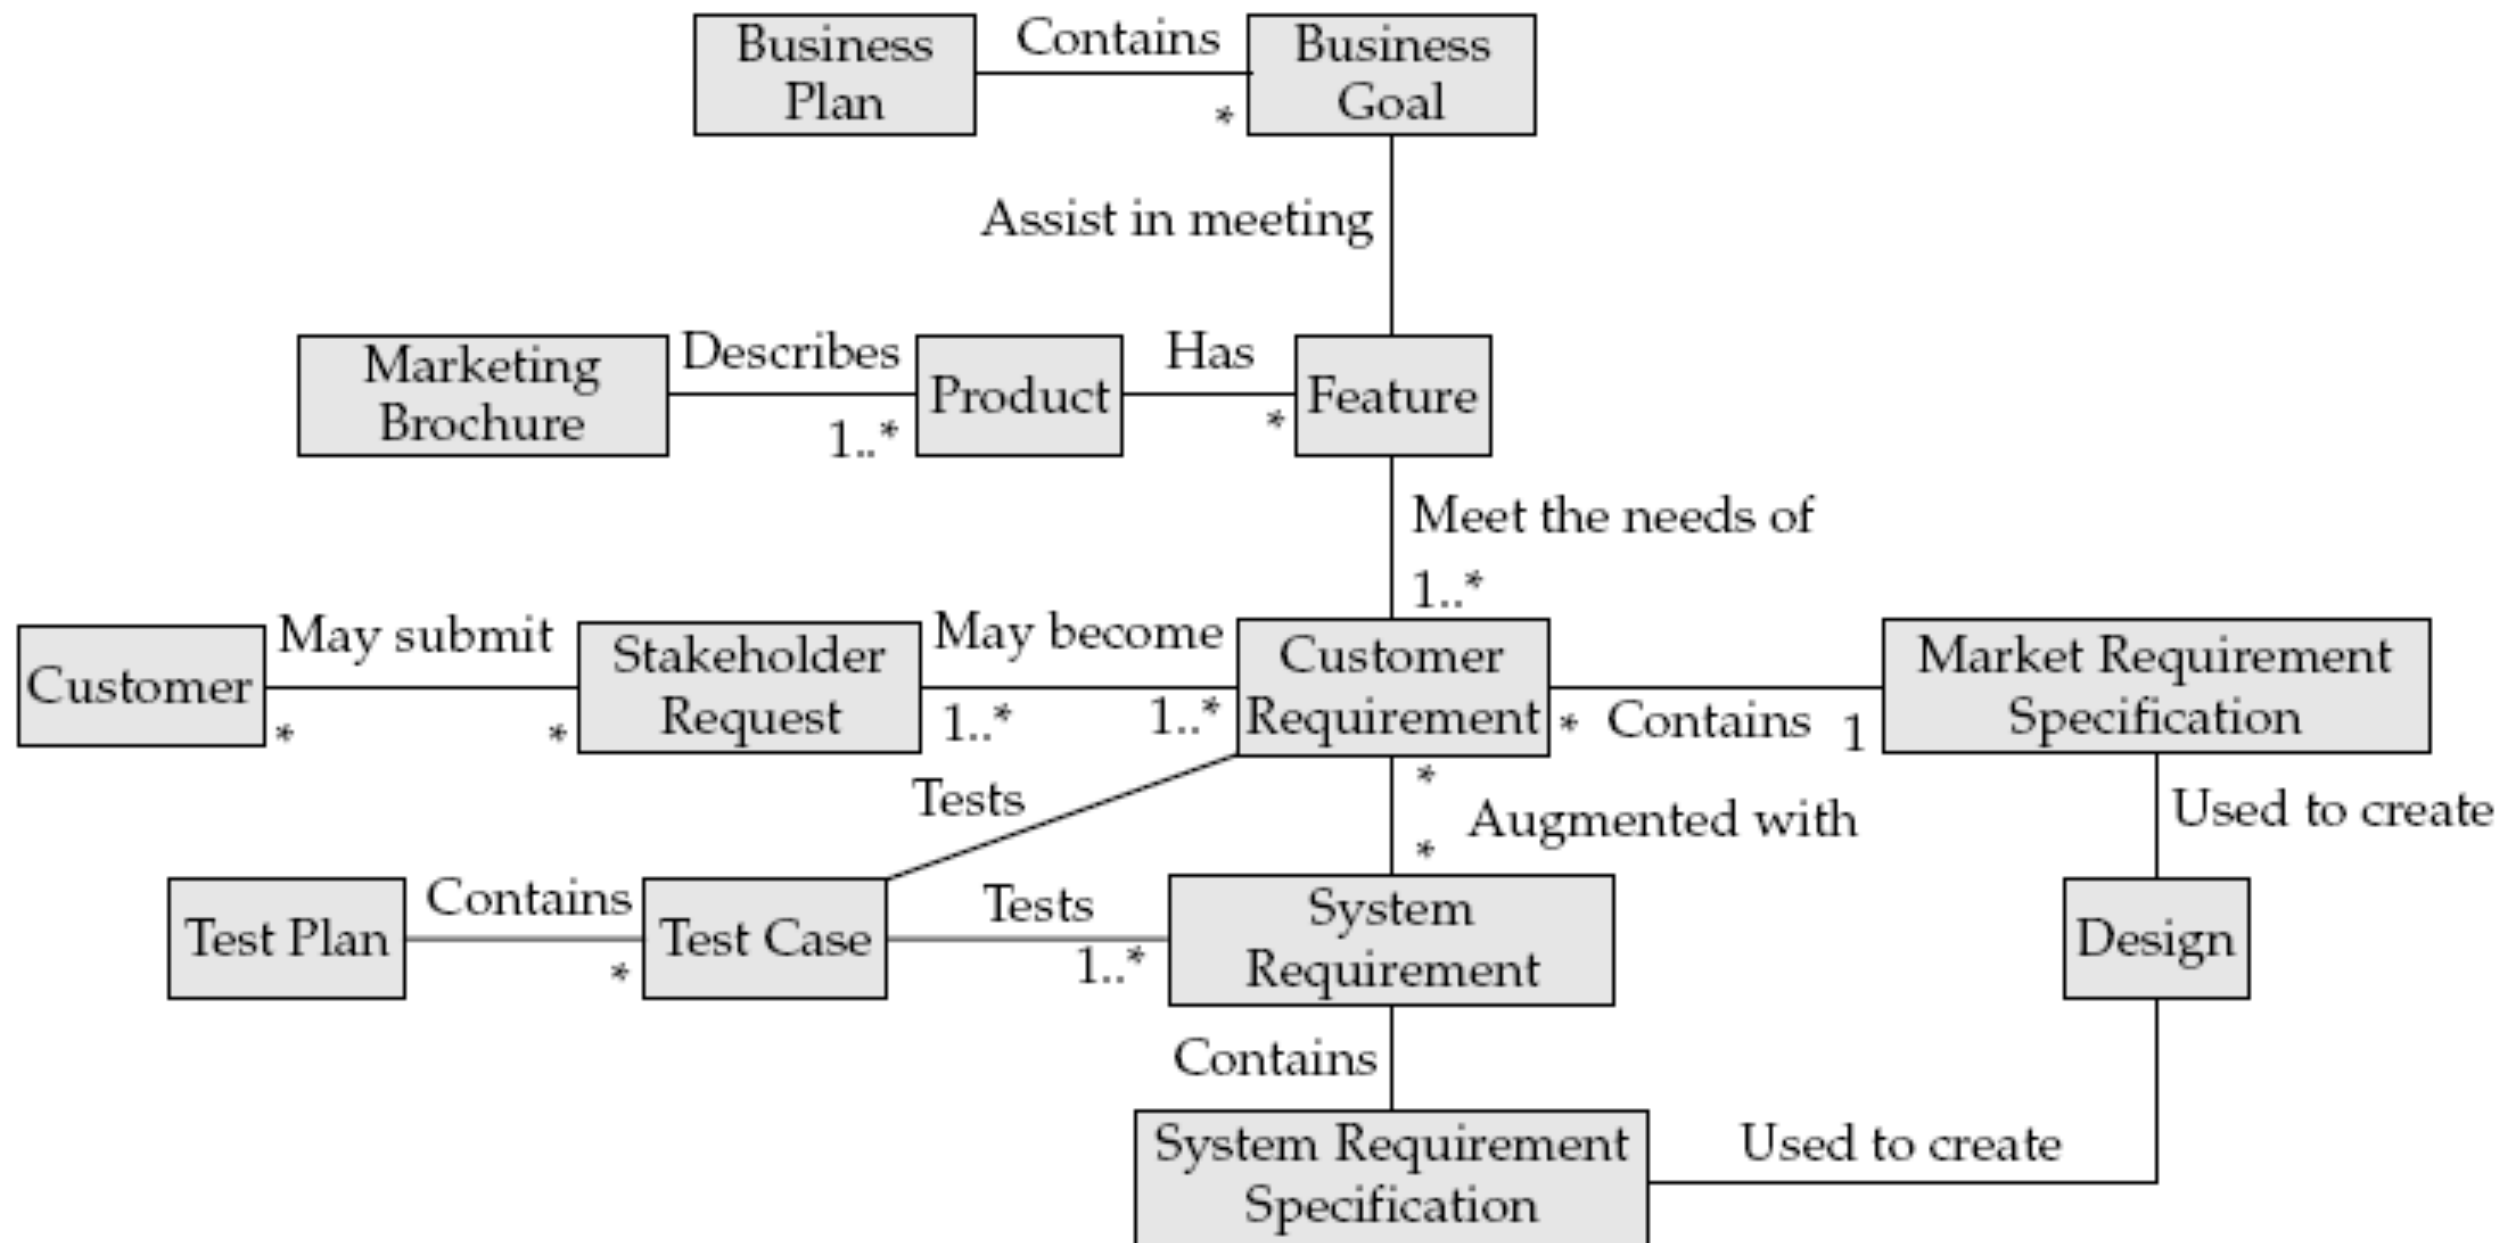 Business
Plan
Contains
*
Business
Goal
Assist in meeting
Marketing
Brochure
Describes
1..*
Product
Has
*
Feature
Meet the needs of
1..*
Customer
May submit
*
*
Stakeholder
Request
May become
1..*
1..*
Customer
Requirement
*
Contains
1
Market Requirement
Specification
Tests
*
Augmented with
*
Used to create
Test Plan
Contains
*
Test Case
Tests
1..*
System
Requirement
Design
Contains
System Requirement
Specification
Used to create